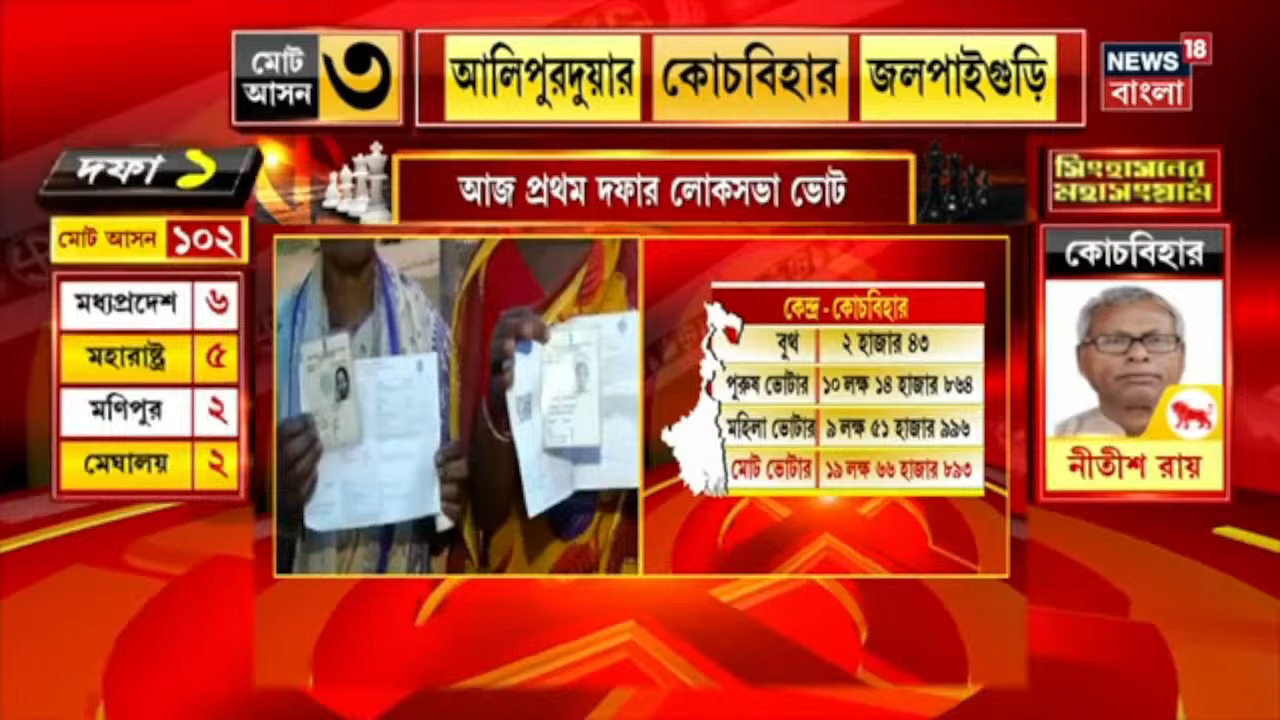 মোট
আসন
৩
আলিপুরদুয়ার
কোচবিহার
জলপাইগুড়ি
NEWS 18
বাংলা
দফা ১
মোট আসন ১০২
মধ্যপ্রদেশ ৬
মহারাষ্ট্র ৫
মণিপুর ২
মেঘালয় ২
আজ প্রথম দফার লোকসভা ভোট
কেন্দ্র - কোচবিহার
বুথ ২ হাজার ৪৩
পুরুষ ভোটার ১০ লক্ষ ১৪ হাজার ৮৬৪
মহিলা ভোটার ৯ লক্ষ ৫১ হাজার ৯৯৬
মোট ভোটার ১৯ লক্ষ ৬৬ হাজার ৮৯৩
সিংহাসনের
মহাসংগ্রাম
কোচবিহার
নীতীশ রায়